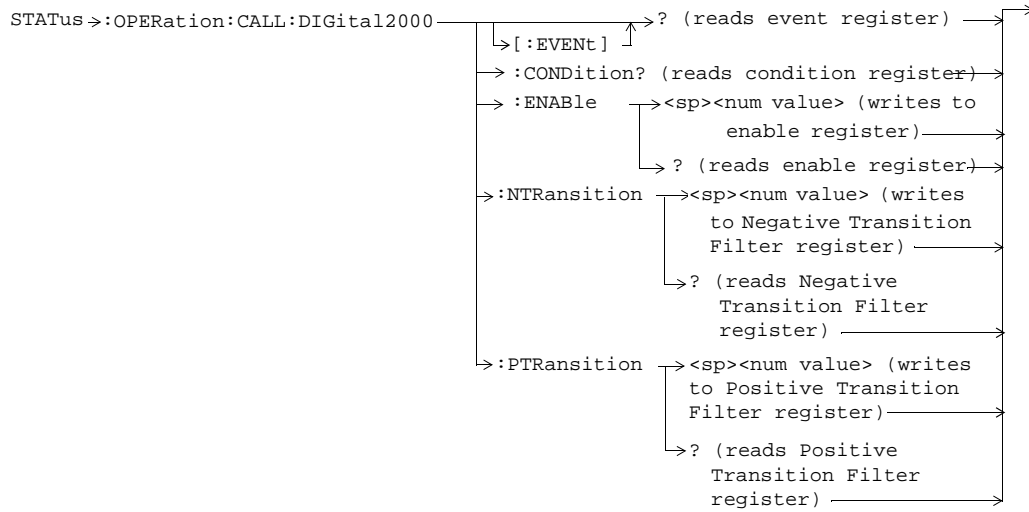 STATus :OPERation:CALL:DIGital2000 ? (reads event register)
[:EVENt]
:CONDition? (reads condition register)
:ENABle <sp><num value> (writes to
enable register)
? (reads enable register)
:NTRansition <sp><num value> (writes
to Negative Transition
Filter register)
? (reads Negative
Transition Filter
register)
:PTRansition <sp><num value> (writes
to Positive Transition
Filter register)
? (reads Positive
Transition Filter
register)